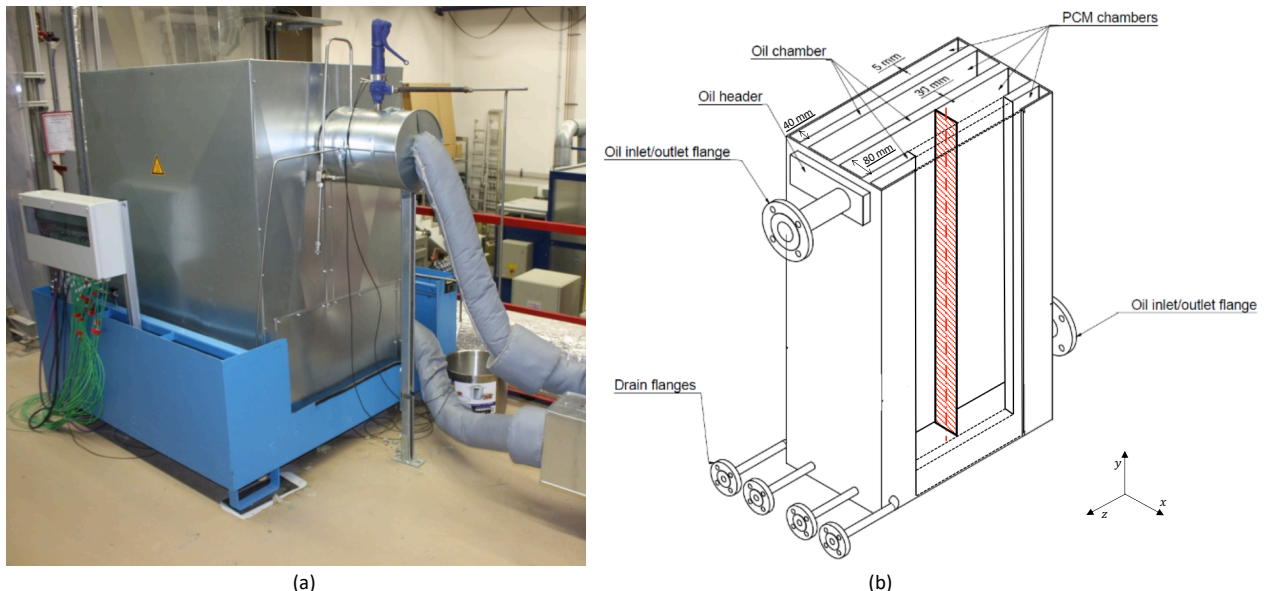 PCM chambers
Oil chamber
5 mm
30 mm
Oil header
40 mm
Oil inlet/outlet flange
80 mm
Oil inlet/outlet flange
Drain flanges
y
x
z
(a)
(b)